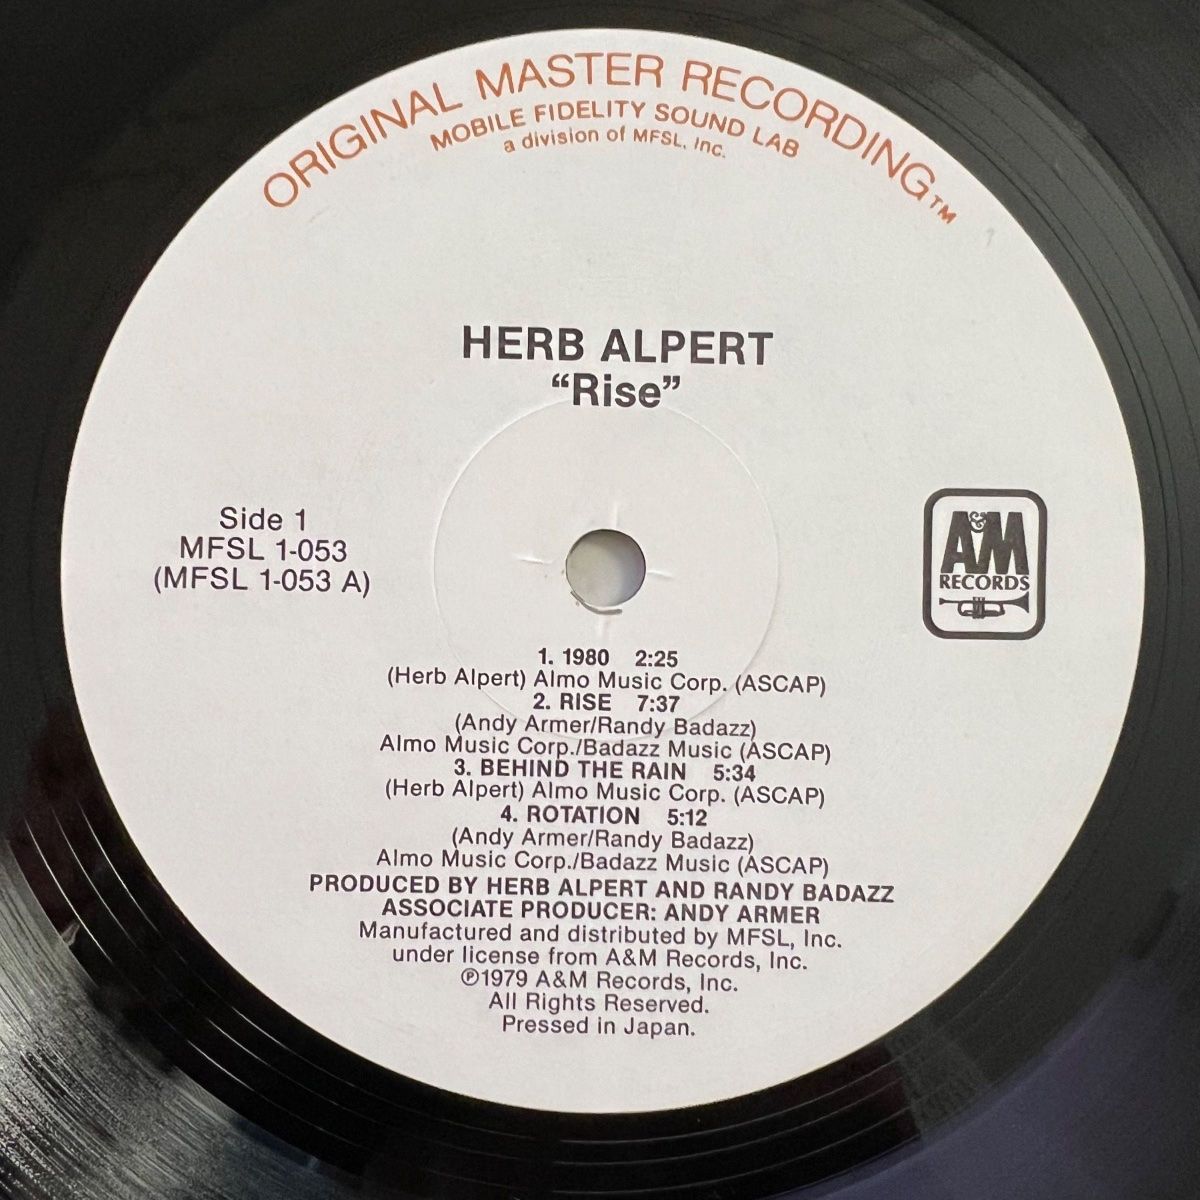 ORIGINAL MASTER RECORDING™
MOBILE FIDELITY SOUND LAB
a division of MFSL, Inc.
HERB ALPERT
“Rise”
Side 1
MFSL 1-053
(MFSL 1-053 A)
A&M
RECORDS
1. 1980 2:25
(Herb Alpert) Almo Music Corp. (ASCAP)
2. RISE 7:37
(Andy Armer/Randy Badazz)
Almo Music Corp./Badazz Music (ASCAP)
3. BEHIND THE RAIN 5:34
(Herb Alpert) Almo Music Corp. (ASCAP)
4. ROTATION 5:12
(Andy Armer/Randy Badazz)
Almo Music Corp./Badazz Music (ASCAP)
PRODUCED BY HERB ALPERT AND RANDY BADAZZ
ASSOCIATE PRODUCER: ANDY ARMER
Manufactured and distributed by MFSL, Inc.
under license from A&M Records, Inc.
℗1979 A&M Records, Inc.
All Rights Reserved.
Pressed in Japan.